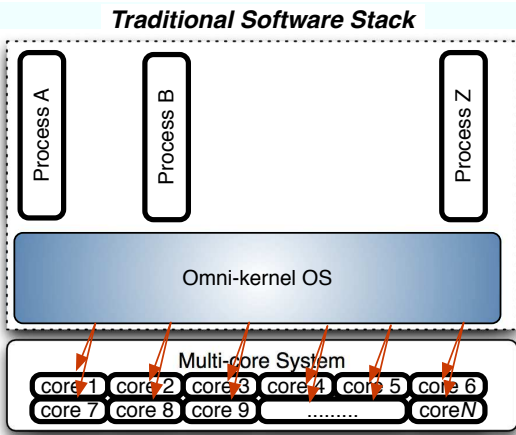 Traditional Software Stack
Process A
Process B
Process Z
Omni-kernel OS
Multi-core System
core 1 core 2 core 3 core 4 core 5 core 6
core 7 core 8 core 9 ......... coreN